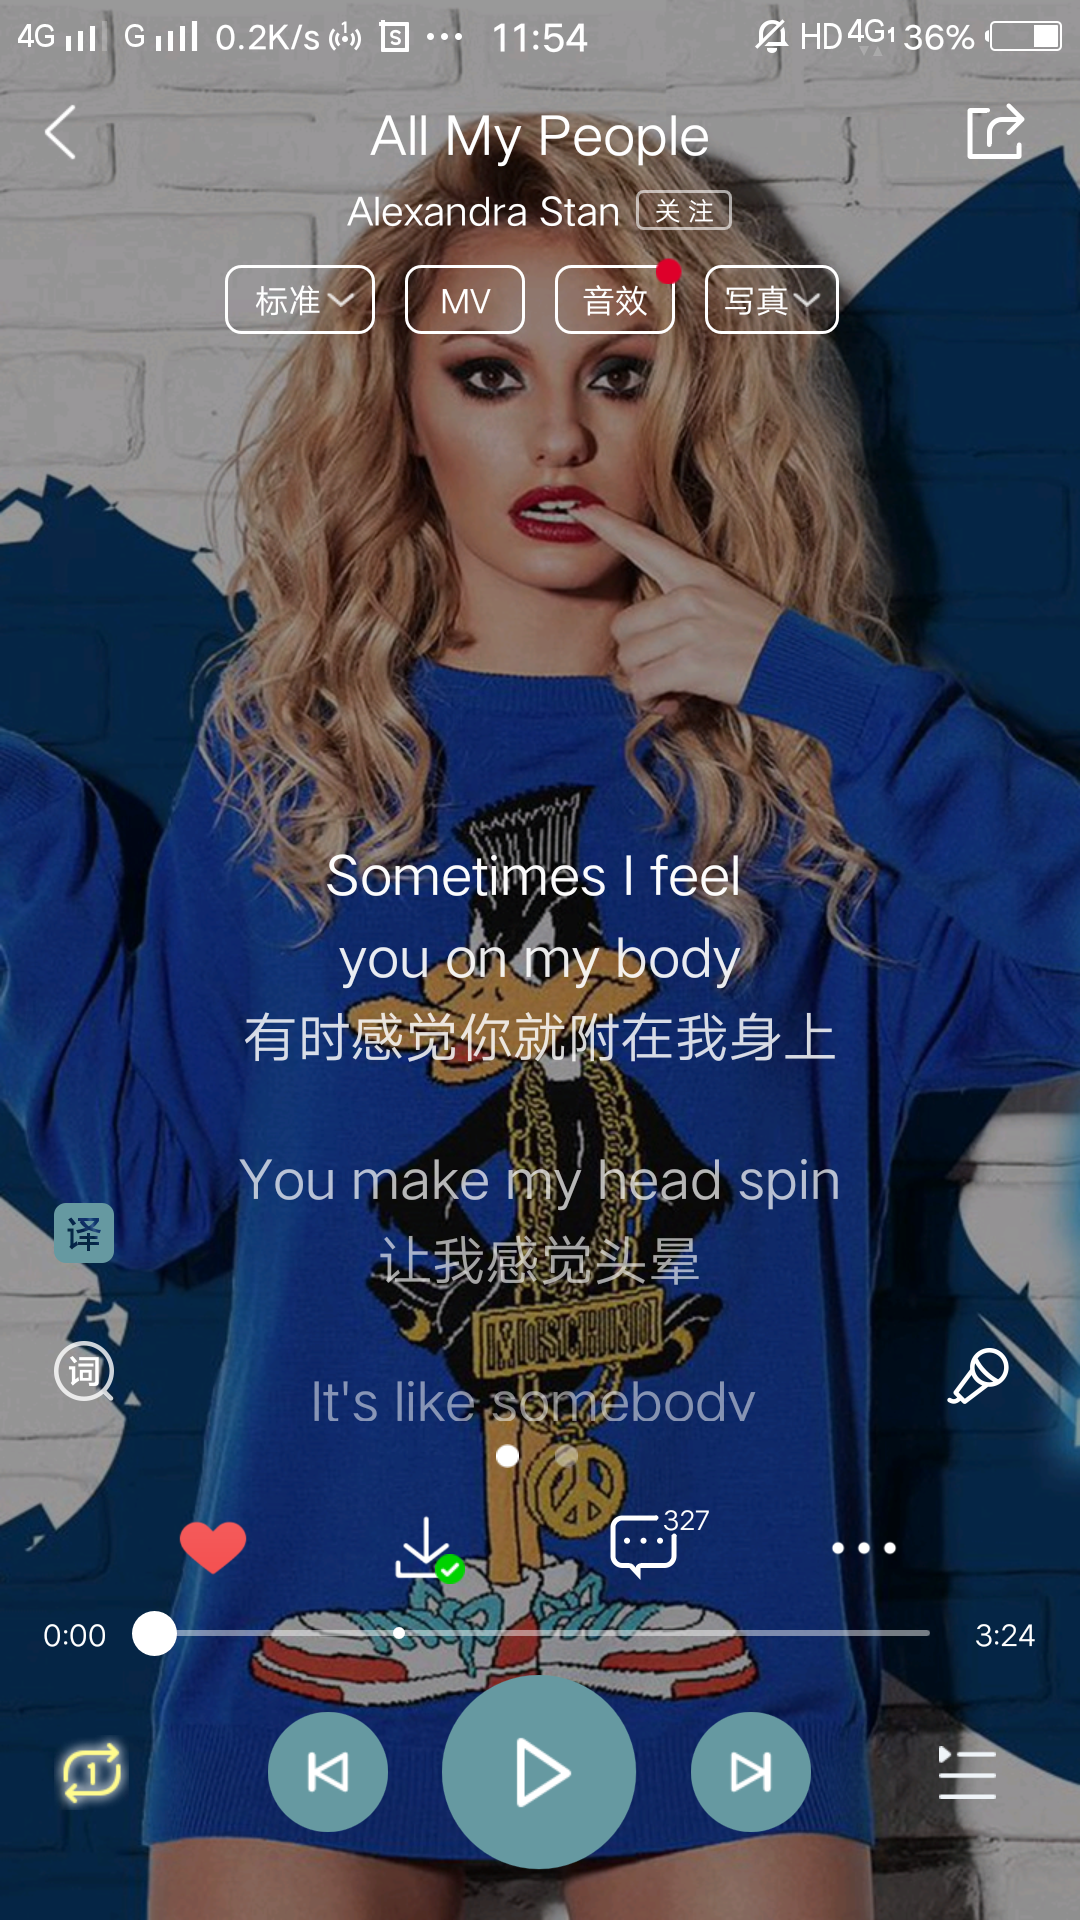 4G G 0.2K/s S ... 11:54 HD 4G1 36%
All My People
Alexandra Stan 关注
标准 MV 音效 写真
Sometimes I feel
you on my body
有时感觉你就附在我身上
You make my head spin
让我感觉头晕
译
MOSCHINO
词
It's like somebody
327
0:00 3:24
1